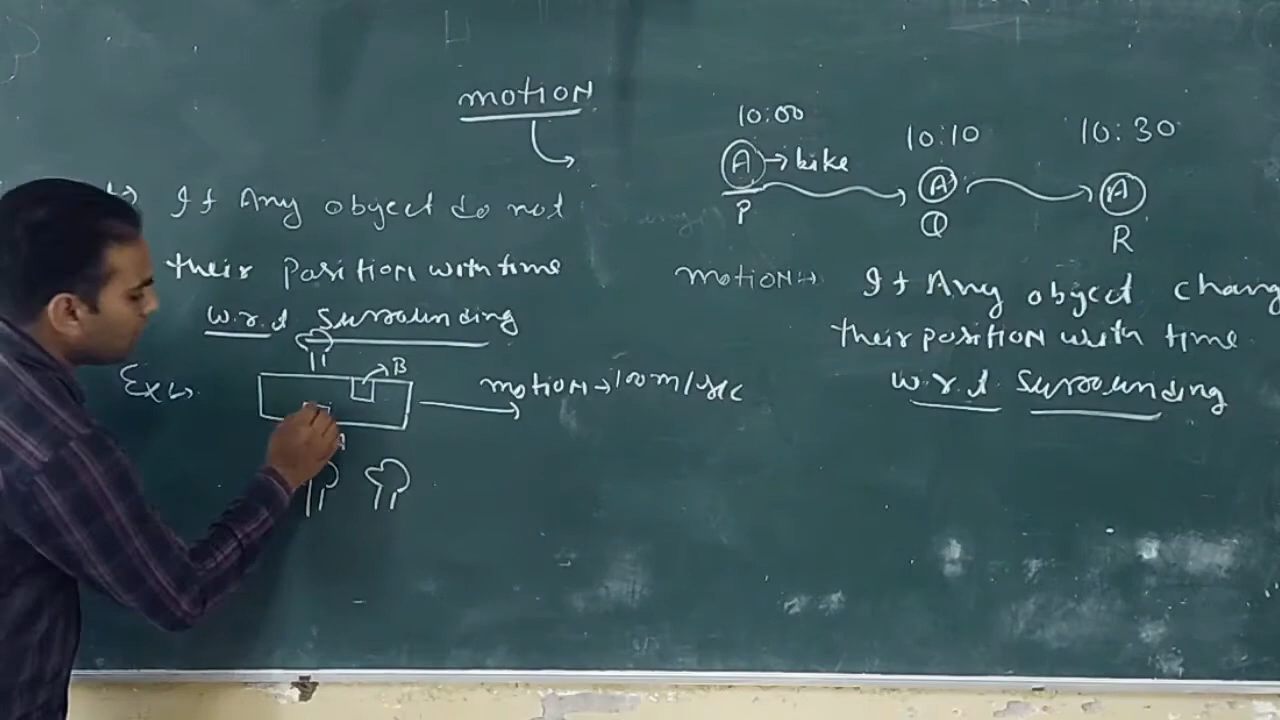 motion
If Any object do not
their position with time
w.r.t surrounding
Ex
B
A
motion → 100m/sec
10:00
10:10
10:30
A → bike
A
A
P
Q
R
motion → If Any object chang
their position with time
w.r.t surrounding